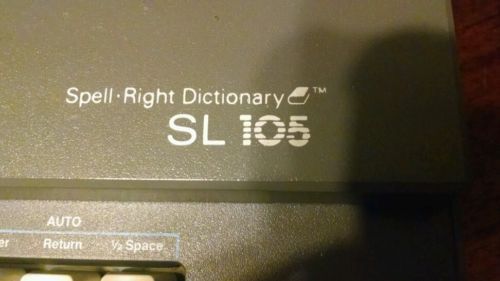 Spell·Right Dictionary™
SL 105
AUTO
Return ½ Space